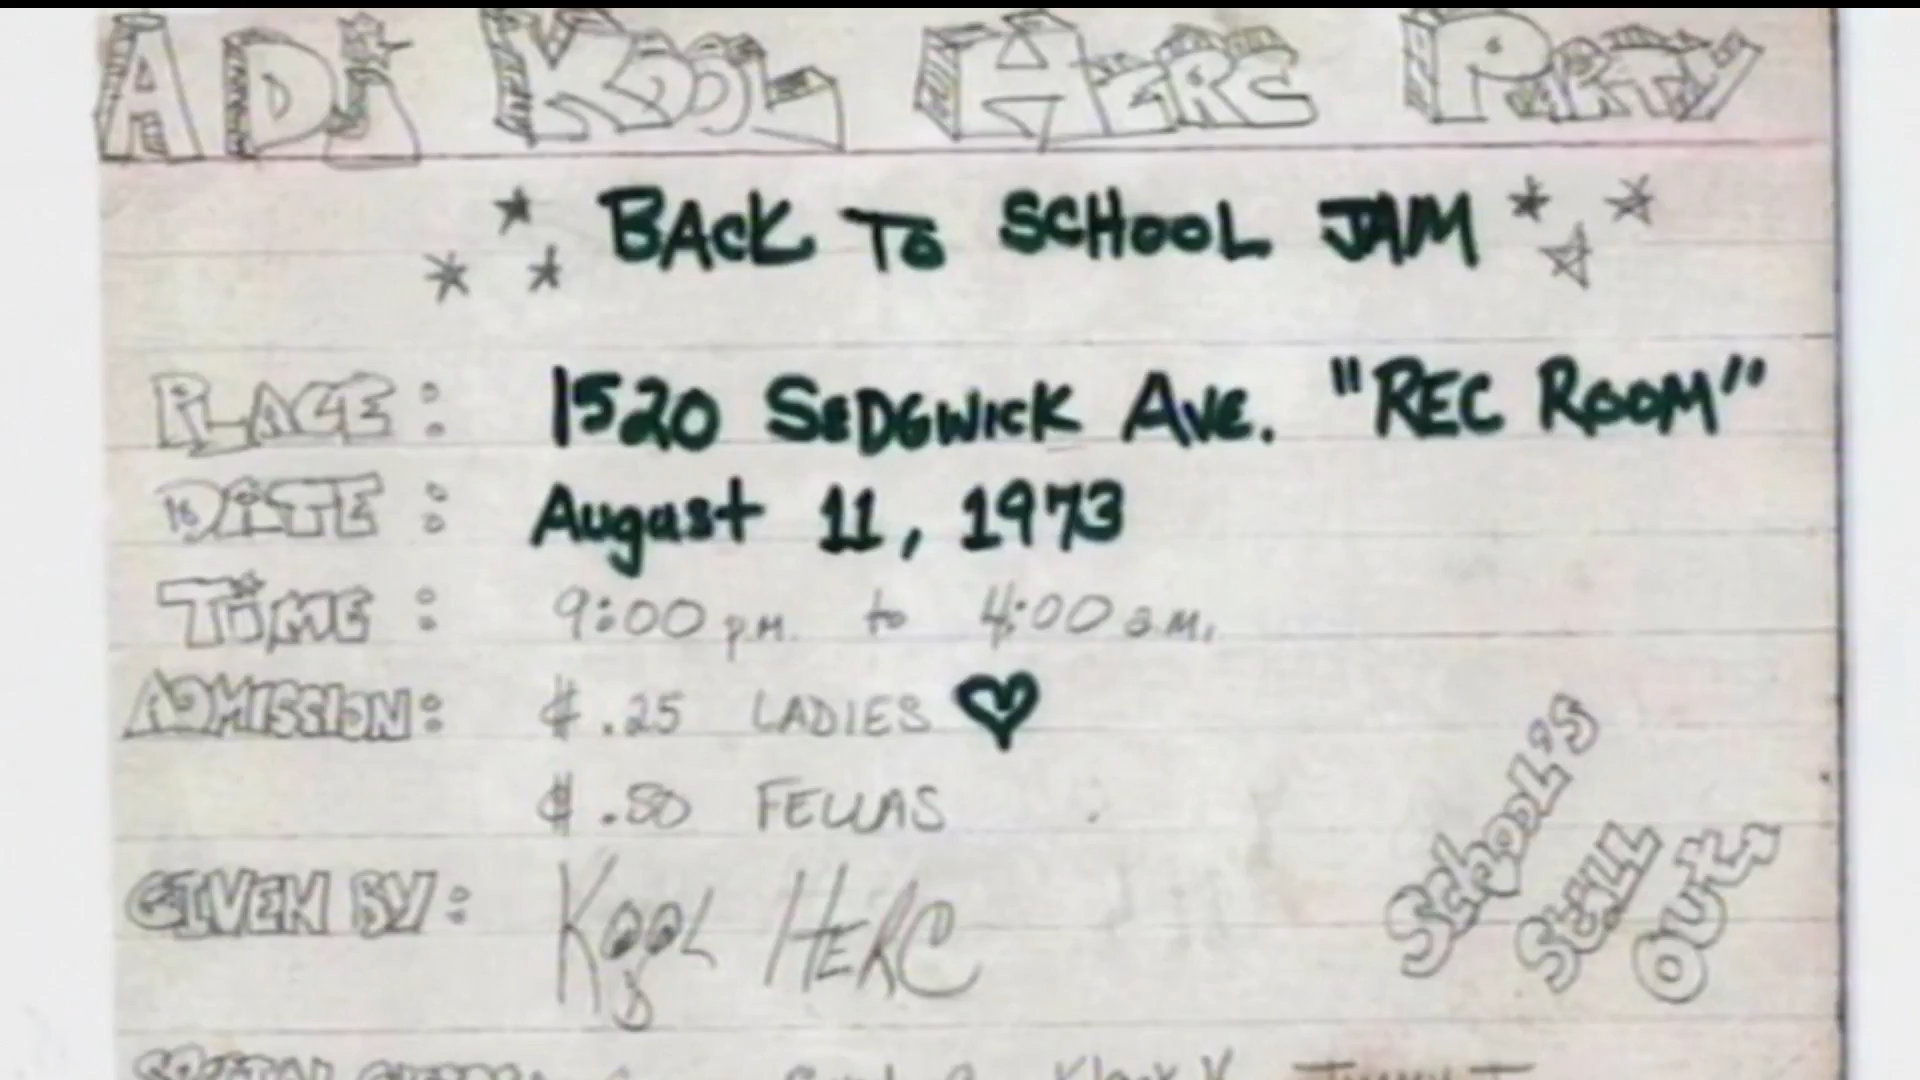 A DJ KOOL HERC PARTY
BACK TO SCHOOL JAM
PLACE: 1520 SEDGWICK AVE. "REC ROOM"
DATE: August 11, 1973
TIME: 9:00 p.m. to 4:00 a.m.
ADMISSION: $.25 LADIES
$.50 FELLAS
GIVEN BY: KOOL HERC
SCHOOL'S
STILL
OUT
SPECIAL